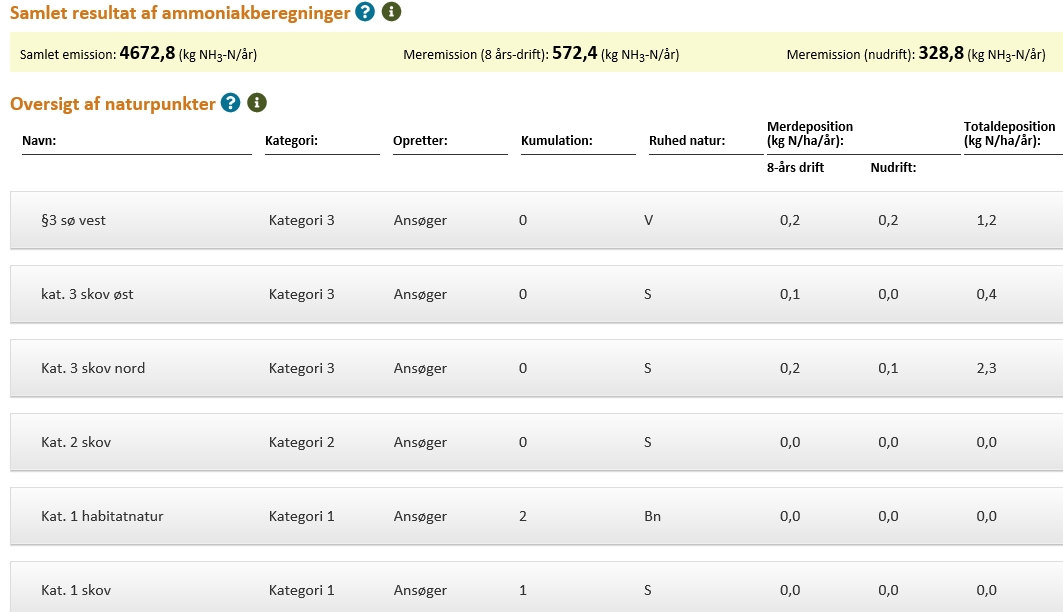 Samlet resultat af ammoniakberegninger ? i
Samlet emission: 4672,8 (kg NH3-N/år) Meremission (8 års-drift): 572,4 (kg NH3-N/år) Meremission (nudrift): 328,8 (kg NH3-N/år)
Oversigt af naturpunkter ? i
Navn: Kategori: Opretter: Kumulation: Ruhed natur: Merdeposition (kg N/ha/år): Totaldeposition (kg N/ha/år):
8-års drift Nudrift:
§3 sø vest Kategori 3 Ansøger 0 V 0,2 0,2 1,2
kat. 3 skov øst Kategori 3 Ansøger 0 S 0,1 0,0 0,4
Kat. 3 skov nord Kategori 3 Ansøger 0 S 0,2 0,1 2,3
Kat. 2 skov Kategori 2 Ansøger 0 S 0,0 0,0 0,0
Kat. 1 habitatnatur Kategori 1 Ansøger 2 Bn 0,0 0,0 0,0
Kat. 1 skov Kategori 1 Ansøger 1 S 0,0 0,0 0,0